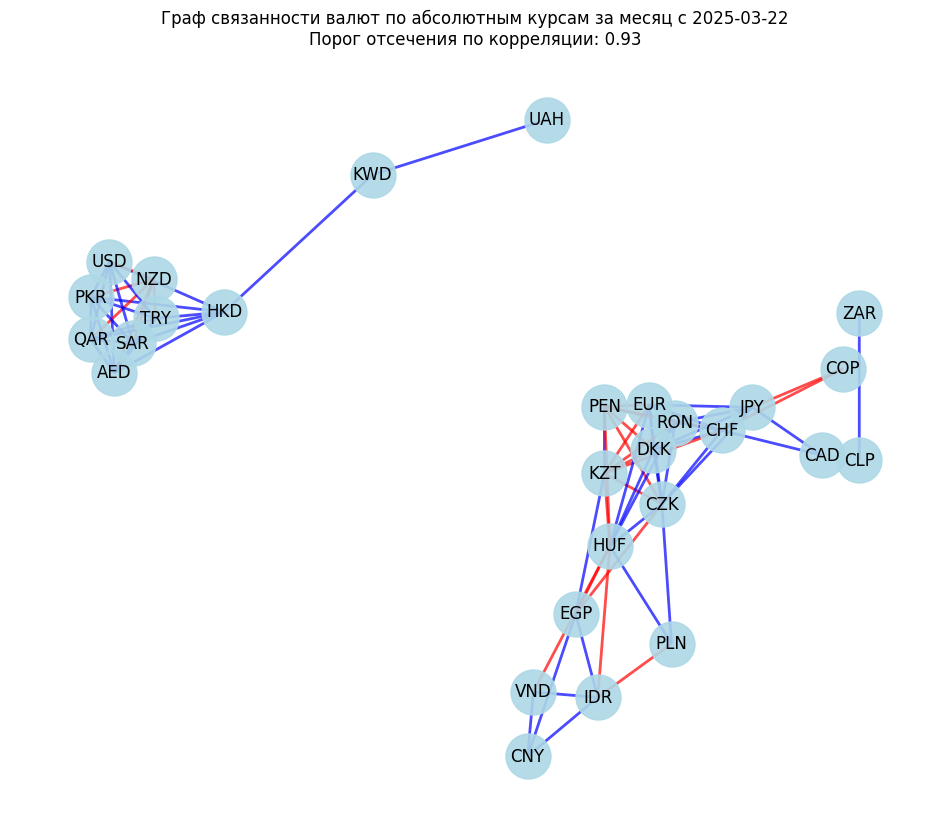 Граф связанности валют по абсолютным курсам за месяц с 2025-03-22
Порог отсечения по корреляции: 0.93
UAH
KWD
USD
NZD
PKR
HKD
TRY
ZAR
QAR
SAR
AED
COP
PEN
EUR
JPY
RON
CHF
DKK
CAD
CLP
KZT
CZK
HUF
EGP
PLN
VND
IDR
CNY